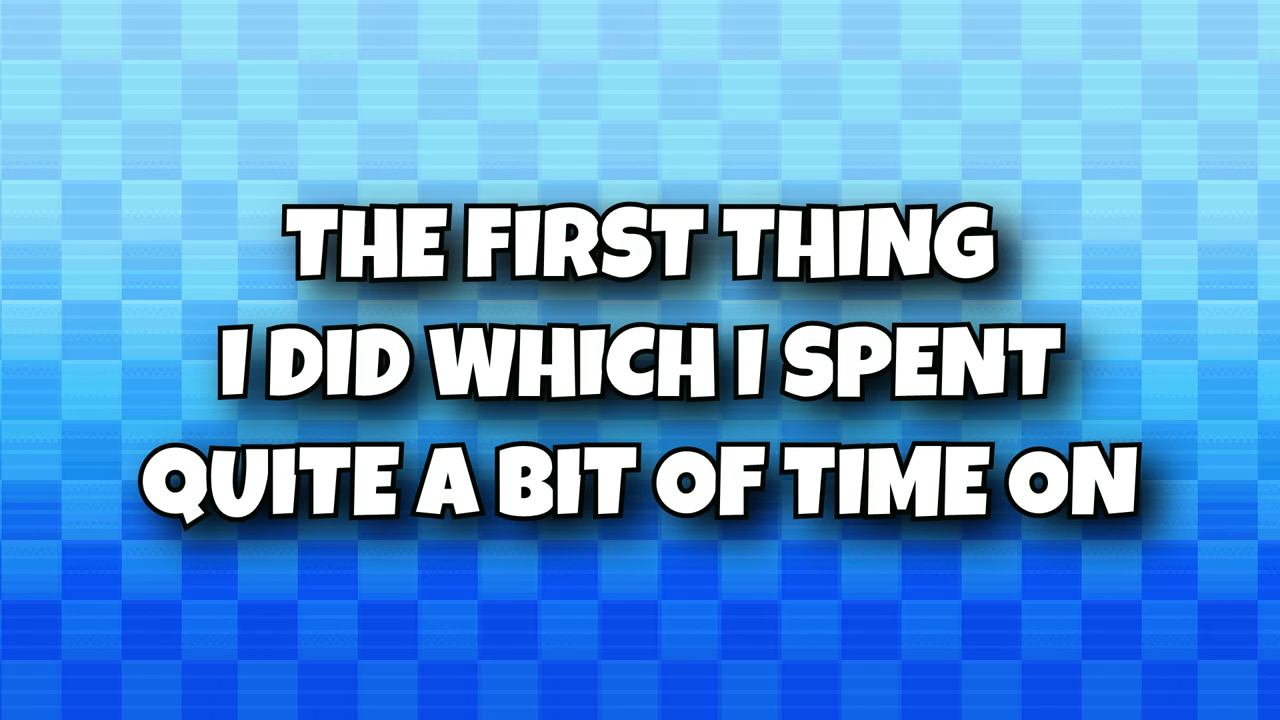 THE FIRST THING
I DID WHICH I SPENT
QUITE A BIT OF TIME ON